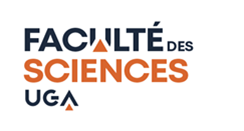 FACULTÉ DES
SCIENCES
UGA